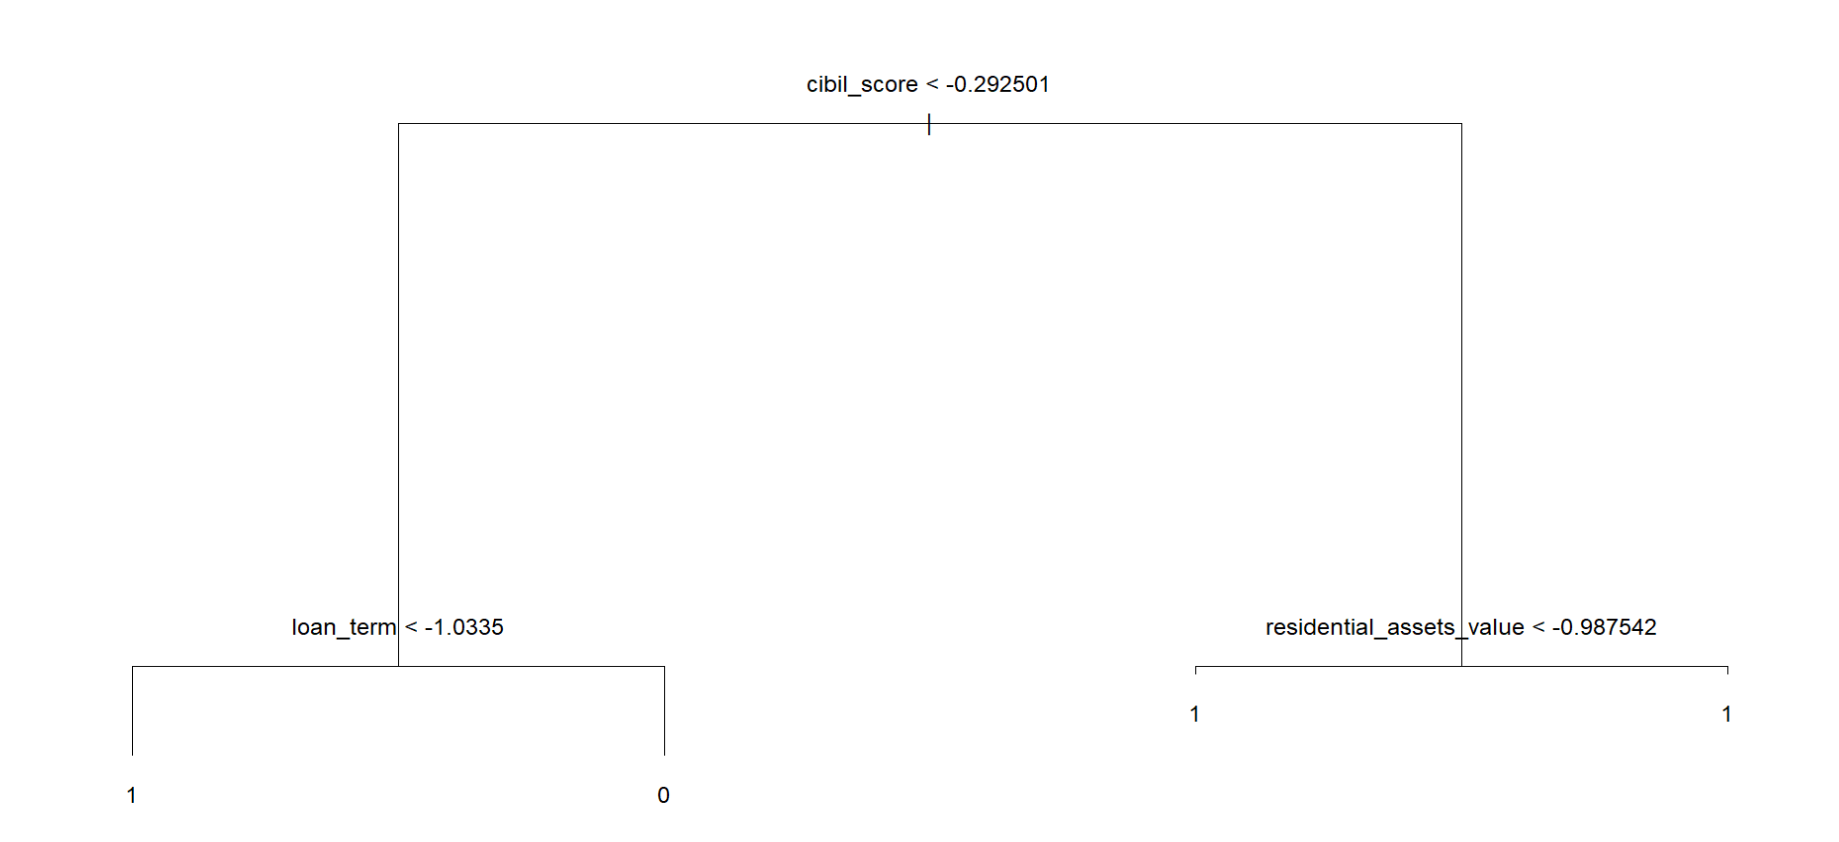 cibil_score < -0.292501
loan_term < -1.0335
residential_assets_value < -0.987542
1
1
1
0